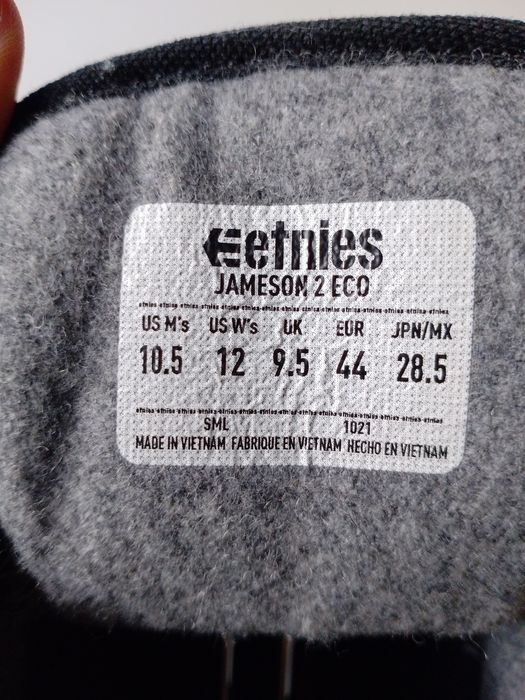 etnies
JAMESON 2 ECO
US M's US W's UK EUR JPN/MX
10.5 12 9.5 44 28.5
SML 1021
MADE IN VIETNAM FABRIQUE EN VIETNAM HECHO EN VIETNAM